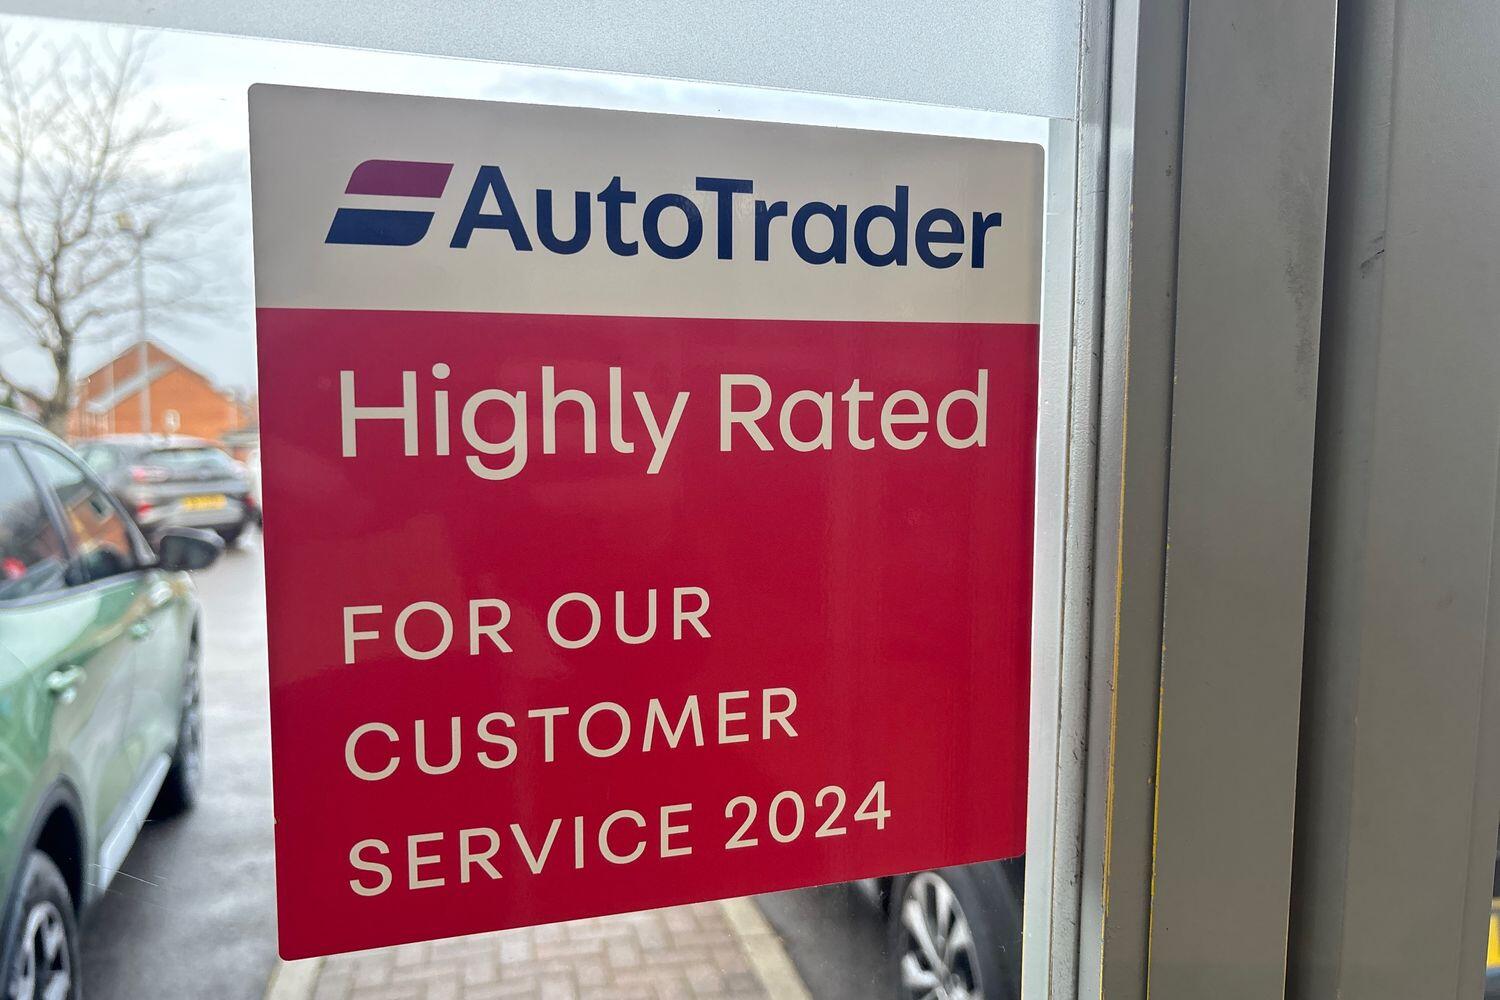 AutoTrader
Highly Rated
FOR OUR
CUSTOMER
SERVICE 2024